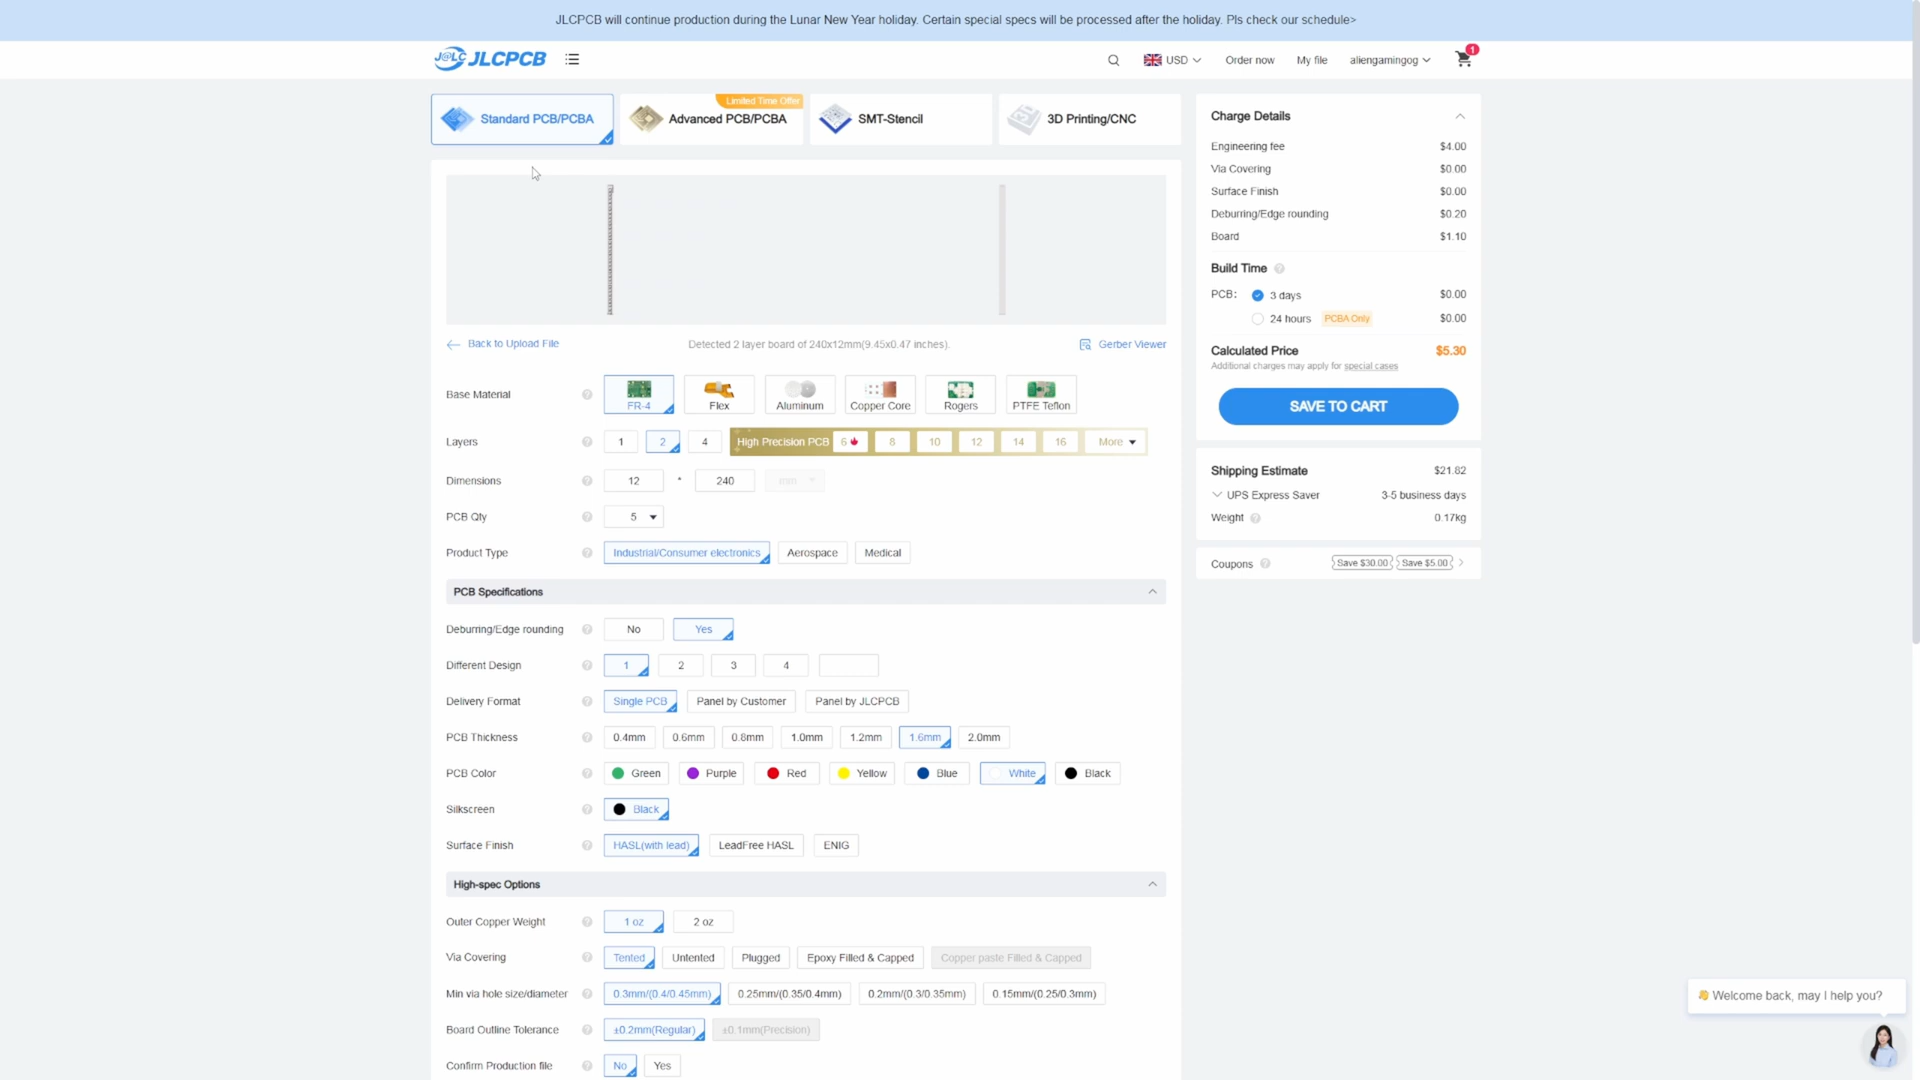 JLCPCB will continue production during the Lunar New Year holiday. Certain special specs will be processed after the holiday. Pls check our schedule>
J@LC JLCPCB
USD
Order now
My file
aliengamingog
1
Standard PCB/PCBA
Limited Time Offer
Advanced PCB/PCBA
SMT-Stencil
3D Printing/CNC
Back to Upload File
Detected 2 layer board of 240x12mm(9.45x0.47 inches).
Gerber Viewer
Base Material
FR-4
Flex
Aluminum
Copper Core
Rogers
PTFE Teflon
Layers
1
2
4
High Precision PCB
6
8
10
12
14
16
More
Dimensions
12
*
240
mm
PCB Qty
5
Product Type
Industrial/Consumer electronics
Aerospace
Medical
PCB Specifications
Deburring/Edge rounding
No
Yes
Different Design
1
2
3
4
Delivery Format
Single PCB
Panel by Customer
Panel by JLCPCB
PCB Thickness
0.4mm
0.6mm
0.8mm
1.0mm
1.2mm
1.6mm
2.0mm
PCB Color
Green
Purple
Red
Yellow
Blue
White
Black
Silkscreen
Black
Surface Finish
HASL(with lead)
LeadFree HASL
ENIG
High-spec Options
Outer Copper Weight
1 oz
2 oz
Via Covering
Tented
Untented
Plugged
Epoxy Filled & Capped
Copper paste Filled & Capped
Min via hole size/diameter
0.3mm/(0.4/0.45mm)
0.25mm/(0.35/0.4mm)
0.2mm/(0.3/0.35mm)
0.15mm/(0.25/0.3mm)
Board Outline Tolerance
±0.2mm(Regular)
±0.1mm(Precision)
Confirm Production file
No
Yes
Charge Details
Engineering fee $4.00
Via Covering $0.00
Surface Finish $0.00
Deburring/Edge rounding $0.20
Board $1.10
Build Time
PCB: 3 days $0.00
24 hours PCBA Only $0.00
Calculated Price $5.30
Additional charges may apply for special cases
SAVE TO CART
Shipping Estimate $21.82
UPS Express Saver 3-5 business days
Weight 0.17kg
Coupons Save $30.00 Save $5.00
Welcome back, may I help you?